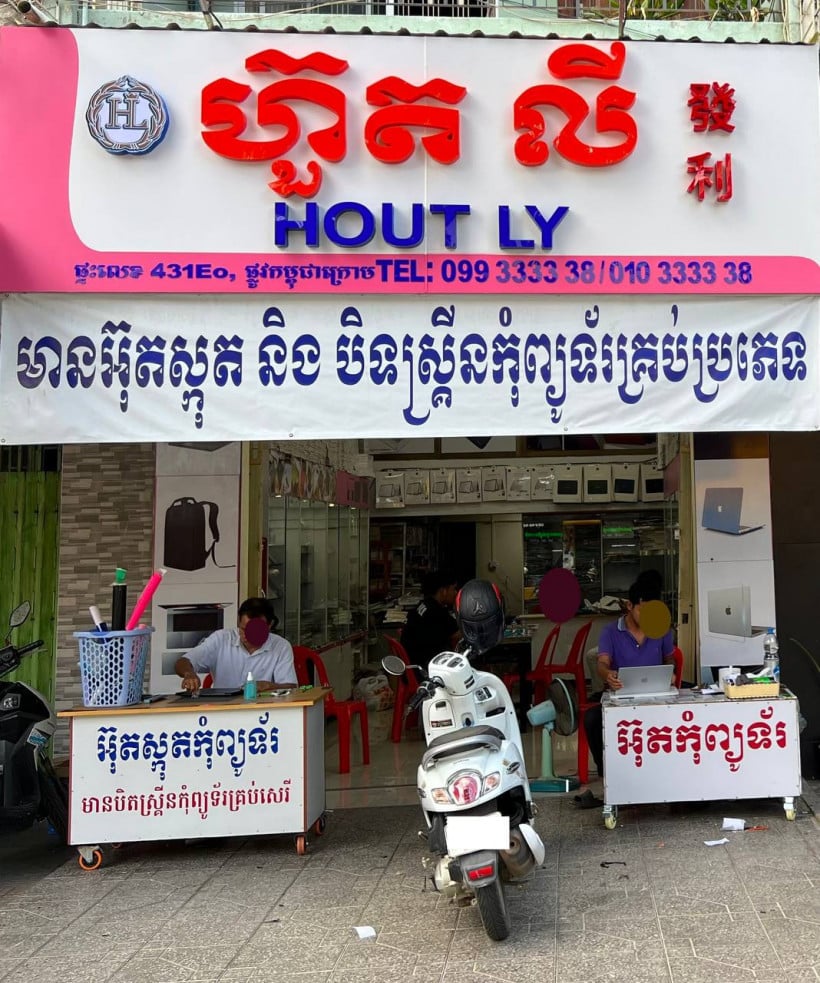 HL
ហ៊ួត លី
發利
HOUT LY
ផ្ទះលេខ 431Eo, ផ្លូវកម្ពុជាក្រោម TEL: 099 3333 38/010 3333 38
មានអ៊ុតស្កុត និង បិទស្គ្រីនកុំព្យូទ័រគ្រប់ប្រភេទ
អ៊ុតស្កុតកុំព្យូទ័រ
មានបិតស្គ្រីនកុំព្យូទ័រគ្រប់សេរី
អ៊ុតកុំព្យូទ័រ